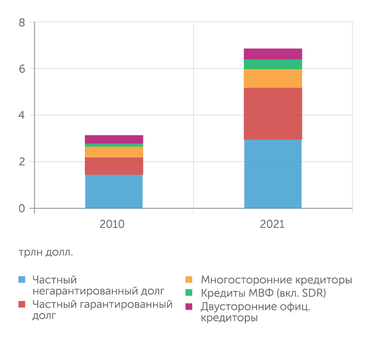 8
6
4
2
0
2010
2021
трлн долл.
Частный
негарантированный долг
Частный гарантированный
долг
Многосторонние кредиторы
Кредиты МВФ (вкл. SDR)
Двусторонние офиц.
кредиторы